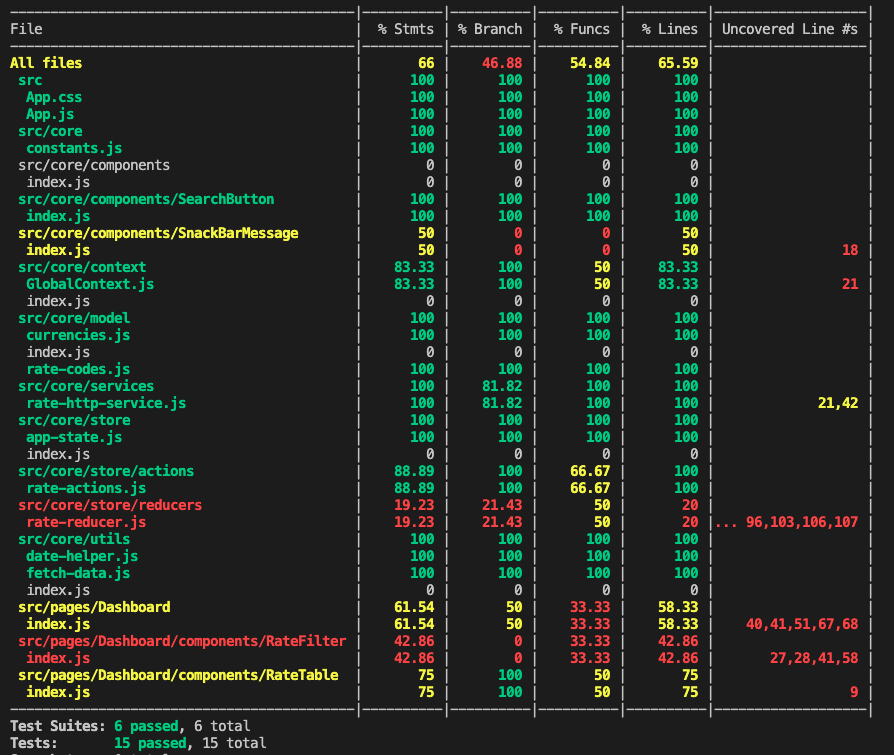 File | % Stmts | % Branch | % Funcs | % Lines | Uncovered Line #s |
All files | 66 | 46.88 | 54.84 | 65.59 | |
src | 100 | 100 | 100 | 100 | |
App.css | 100 | 100 | 100 | 100 | |
App.js | 100 | 100 | 100 | 100 | |
src/core | 100 | 100 | 100 | 100 | |
constants.js | 100 | 100 | 100 | 100 | |
src/core/components | 0 | 0 | 0 | 0 | |
index.js | 0 | 0 | 0 | 0 | |
src/core/components/SearchButton | 100 | 100 | 100 | 100 | |
index.js | 100 | 100 | 100 | 100 | |
src/core/components/SnackBarMessage | 50 | 0 | 0 | 50 | |
index.js | 50 | 0 | 0 | 50 | 18 |
src/core/context | 83.33 | 100 | 50 | 83.33 | |
GlobalContext.js | 83.33 | 100 | 50 | 83.33 | 21 |
index.js | 0 | 0 | 0 | 0 | |
src/core/model | 100 | 100 | 100 | 100 | |
currencies.js | 100 | 100 | 100 | 100 | |
index.js | 0 | 0 | 0 | 0 | |
rate-codes.js | 100 | 100 | 100 | 100 | |
src/core/services | 100 | 81.82 | 100 | 100 | |
rate-http-service.js | 100 | 81.82 | 100 | 100 | 21,42 |
src/core/store | 100 | 100 | 100 | 100 | |
app-state.js | 100 | 100 | 100 | 100 | |
index.js | 0 | 0 | 0 | 0 | |
src/core/store/actions | 88.89 | 100 | 66.67 | 100 | |
rate-actions.js | 88.89 | 100 | 66.67 | 100 | |
src/core/store/reducers | 19.23 | 21.43 | 50 | 20 | |
rate-reducer.js | 19.23 | 21.43 | 50 | 20 |... 96,103,106,107 |
src/core/utils | 100 | 100 | 100 | 100 | |
date-helper.js | 100 | 100 | 100 | 100 | |
fetch-data.js | 100 | 100 | 100 | 100 | |
index.js | 0 | 0 | 0 | 0 | |
src/pages/Dashboard | 61.54 | 50 | 33.33 | 58.33 | |
index.js | 61.54 | 50 | 33.33 | 58.33 | 40,41,51,67,68 |
src/pages/Dashboard/components/RateFilter | 42.86 | 0 | 33.33 | 42.86 | |
index.js | 42.86 | 0 | 33.33 | 42.86 | 27,28,41,58 |
src/pages/Dashboard/components/RateTable | 75 | 100 | 50 | 75 | |
index.js | 75 | 100 | 50 | 75 | 9 |
Test Suites: 6 passed, 6 total
Tests: 15 passed, 15 total